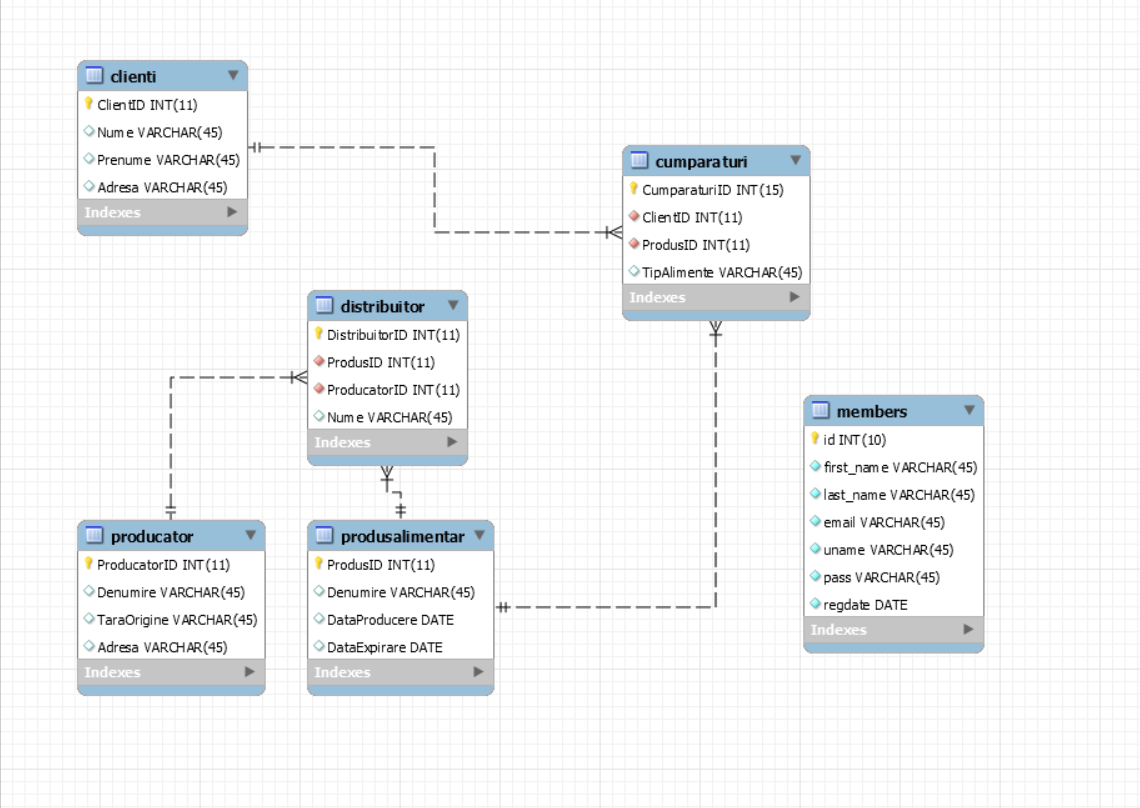 clienti
ClientID INT(11)
Nume VARCHAR(45)
Prenume VARCHAR(45)
Adresa VARCHAR(45)
Indexes
cumparaturi
CumparaturiID INT(15)
ClientID INT(11)
ProdusID INT(11)
TipAlimente VARCHAR(45)
Indexes
distribuitor
DistribuitorID INT(11)
ProdusID INT(11)
ProducatorID INT(11)
Nume VARCHAR(45)
Indexes
members
id INT(10)
first_name VARCHAR(45)
last_name VARCHAR(45)
email VARCHAR(45)
uname VARCHAR(45)
pass VARCHAR(45)
regdate DATE
Indexes
producator
ProducatorID INT(11)
Denumire VARCHAR(45)
TaraOrigine VARCHAR(45)
Adresa VARCHAR(45)
Indexes
produsalimentar
ProdusID INT(11)
Denumire VARCHAR(45)
DataProducere DATE
DataExpirare DATE
Indexes